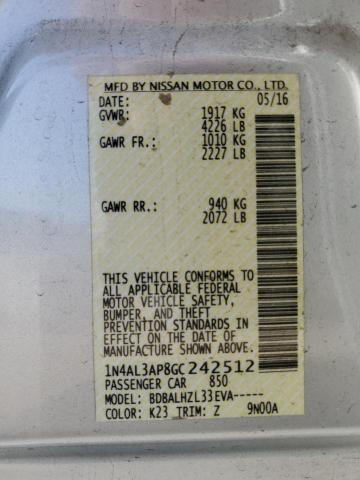 MFD BY NISSAN MOTOR CO., LTD.
DATE: 05/16
GVWR: 1917 KG
4226 LB
GAWR FR.: 1010 KG
2227 LB
GAWR RR.: 940 KG
2072 LB
THIS VEHICLE CONFORMS TO
ALL APPLICABLE FEDERAL
MOTOR VEHICLE SAFETY,
BUMPER, AND THEFT
PREVENTION STANDARDS IN
EFFECT ON THE DATE OF
MANUFACTURE SHOWN ABOVE.
1N4AL3AP8GC242512
PASSENGER CAR 850
MODEL: BDBALHZL33EVA-----
COLOR: K23 TRIM: Z 9N00A